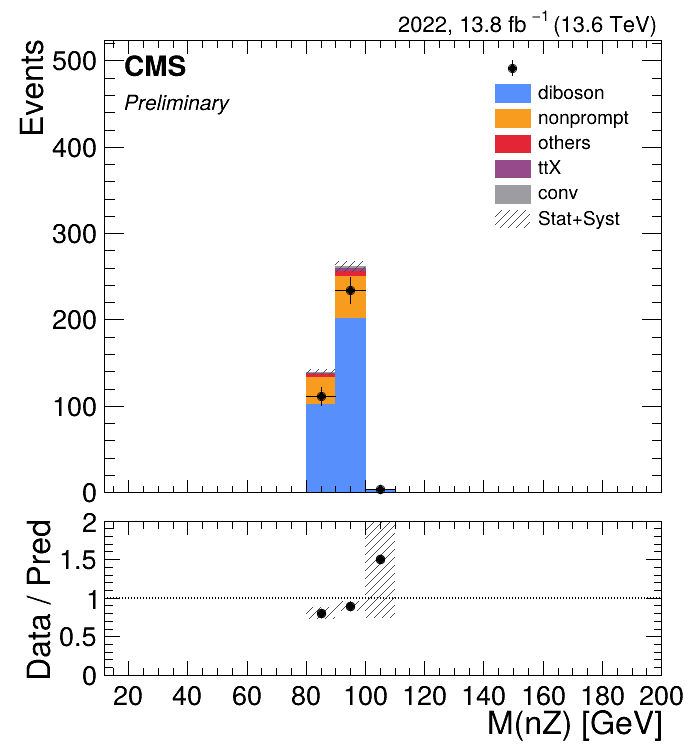 2022, 13.8 fb⁻¹ (13.6 TeV)
CMS
Preliminary
Events
500
400
300
200
100
0
diboson
nonprompt
others
ttX
conv
Stat+Syst
Data / Pred
2
1.5
1
0.5
0
20 40 60 80 100 120 140 160 180 200
M(nZ) [GeV]